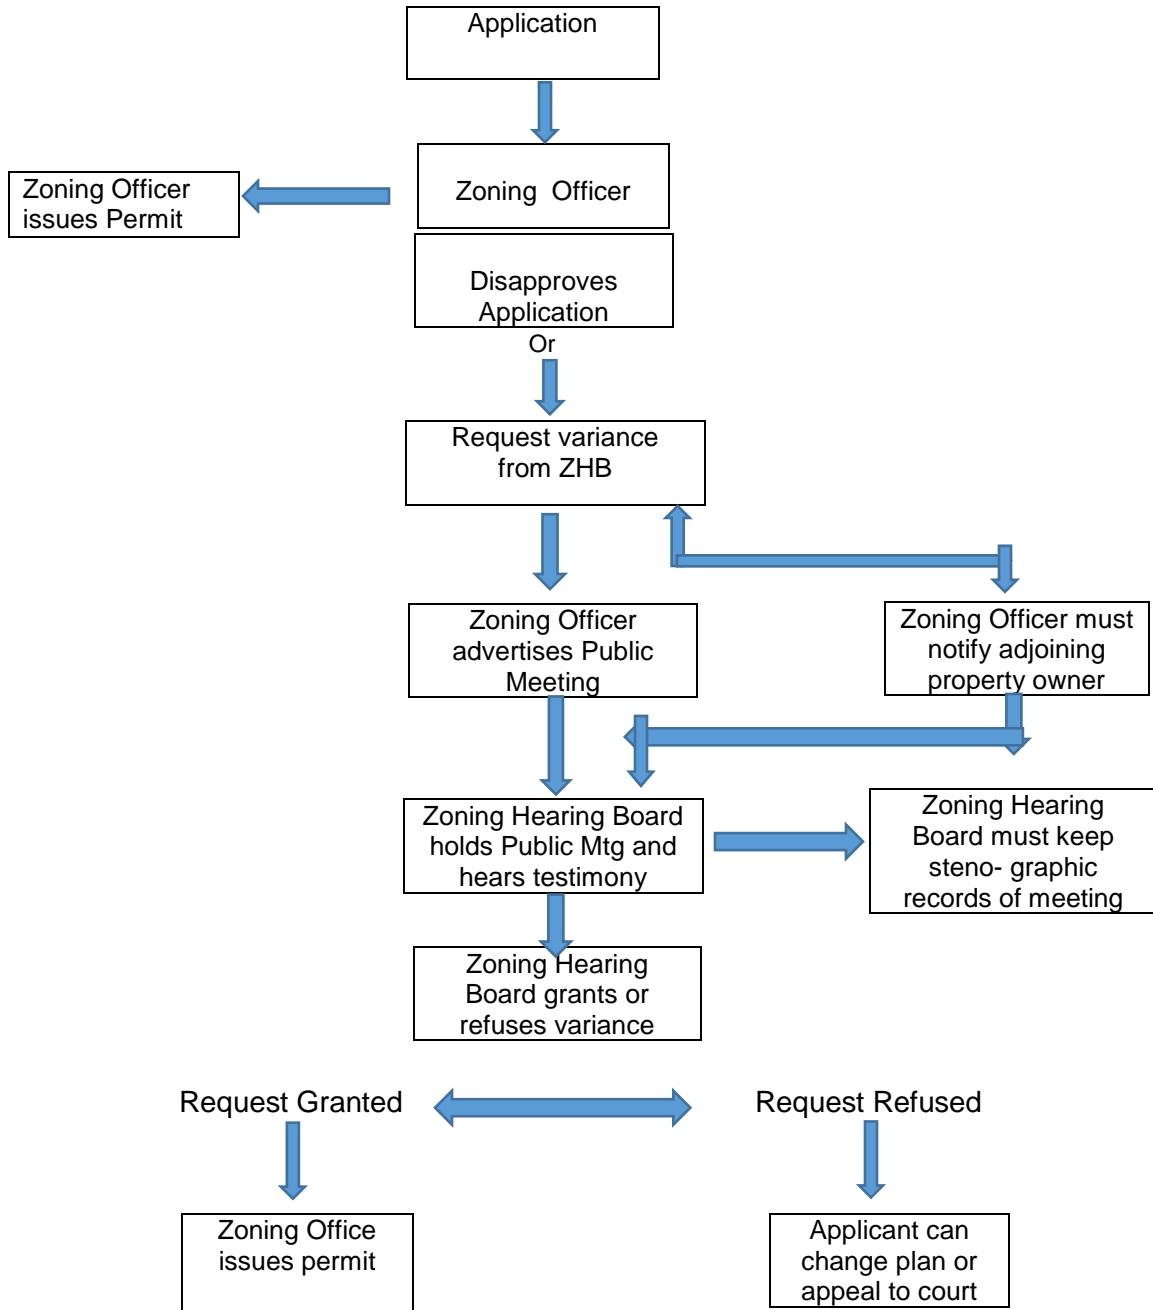 Application
Zoning Officer
issues Permit
Zoning  Officer
Disapproves
Application
Or
Request variance
from ZHB
Zoning Officer
advertises Public
Meeting
Zoning Officer must
notify adjoining
property owner
Zoning Hearing Board
holds Public Mtg and
hears testimony
Zoning Hearing
Board must keep
steno- graphic
records of meeting
Zoning Hearing
Board grants or
refuses variance
Request Granted
Request Refused
Zoning Office
issues permit
Applicant can
change plan or
appeal to court